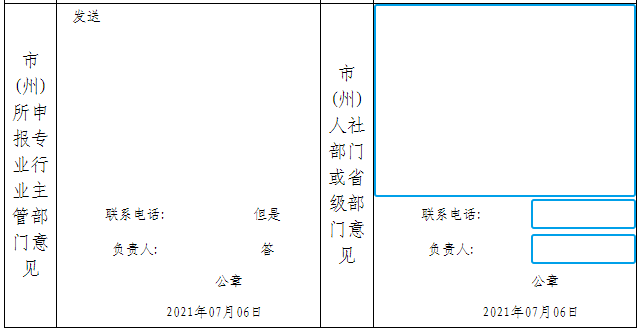 市
(州)
所申
报专
业行
业主
管部
门意
见
发送
联系电话: 但是
负责人: 答
公章
2021年07月06日
市
(州)
人社
部门
或省
级部
门意
见
联系电话:
负责人:
公章
2021年07月06日